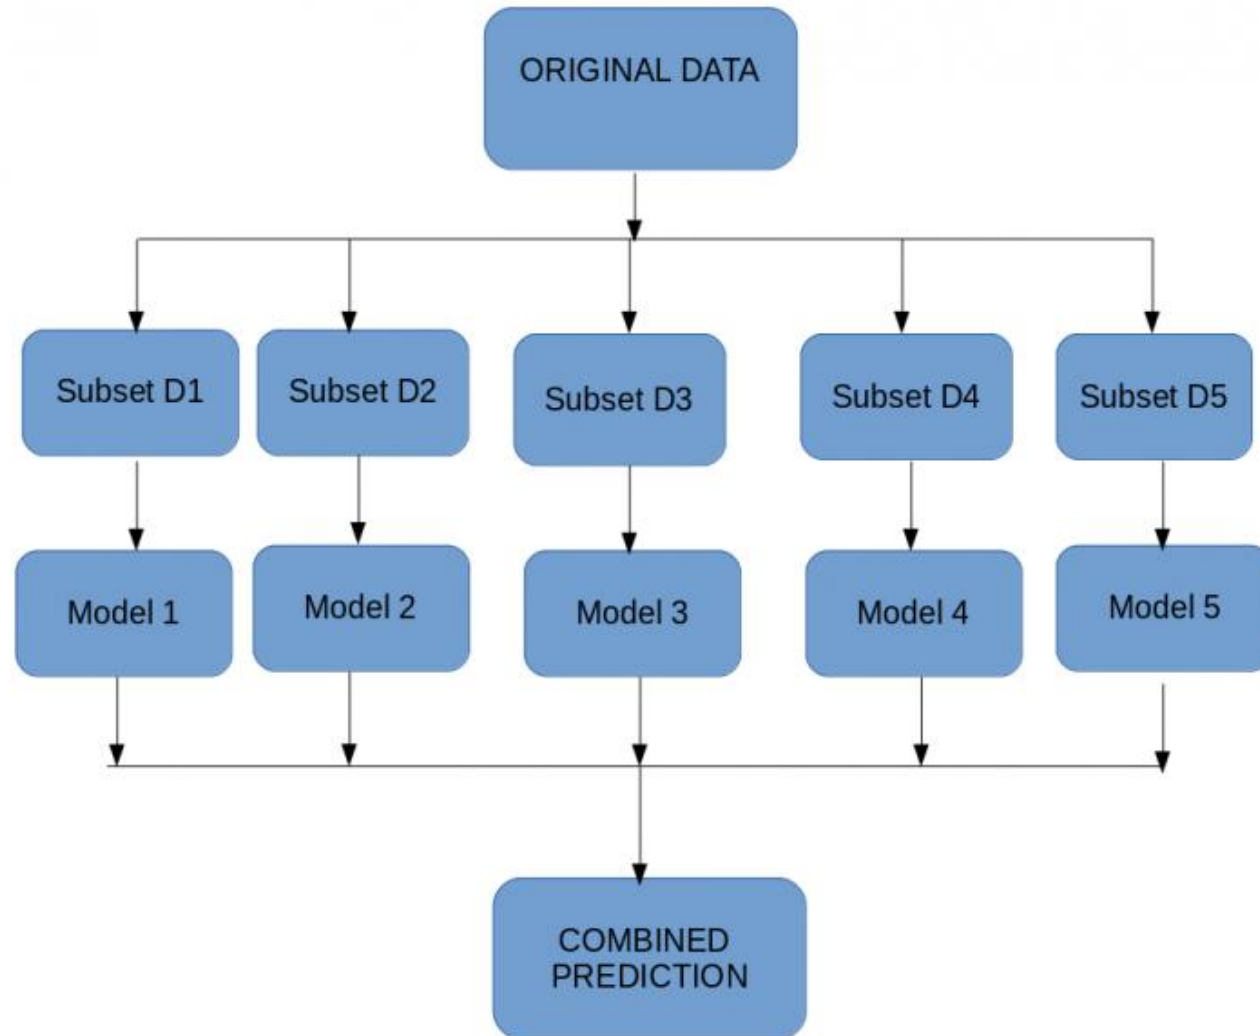 ORIGINAL DATA
Subset D1
Subset D2
Subset D3
Subset D4
Subset D5
Model 1
Model 2
Model 3
Model 4
Model 5
COMBINED
PREDICTION